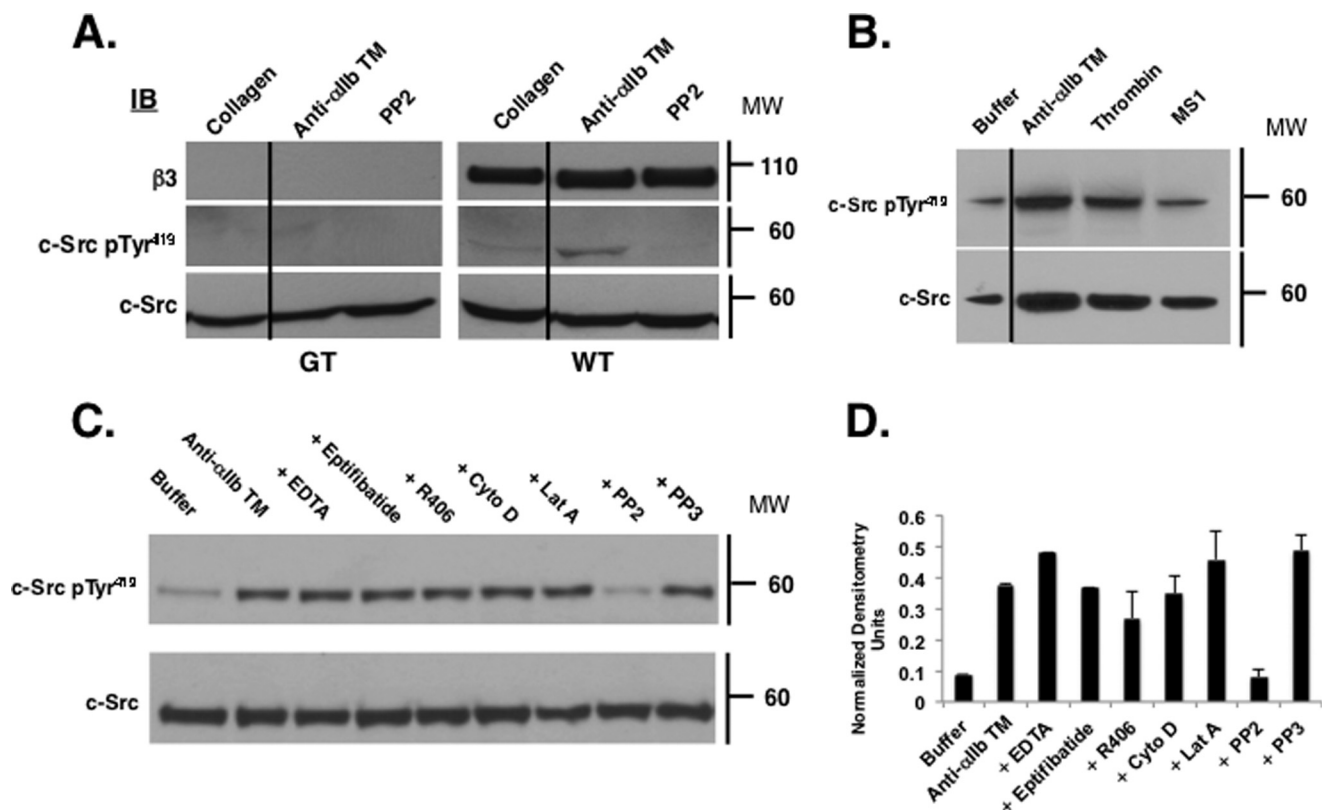 A.
IB
Collagen
Anti-αIIb TM
PP2
Collagen
Anti-αIIb TM
PP2
MW
β3
110
c-Src pTyr419
60
c-Src
60
GT
WT
B.
Buffer
Anti-αIIb TM
Thrombin
MS1
MW
c-Src pTyr419
60
c-Src
60
C.
Buffer
Anti-αIIb TM
+ EDTA
+ Eptifibatide
+ R406
+ Cyto D
+ Lat A
+ PP2
+ PP3
MW
c-Src pTyr419
60
c-Src
60
D.
Normalized Densitometry
Units
0.6
0.5
0.4
0.3
0.2
0.1
0
Buffer
Anti-αIIb TM
+ EDTA
+ Eptifibatide
+ R406
+ Cyto D
+ Lat A
+ PP2
+ PP3